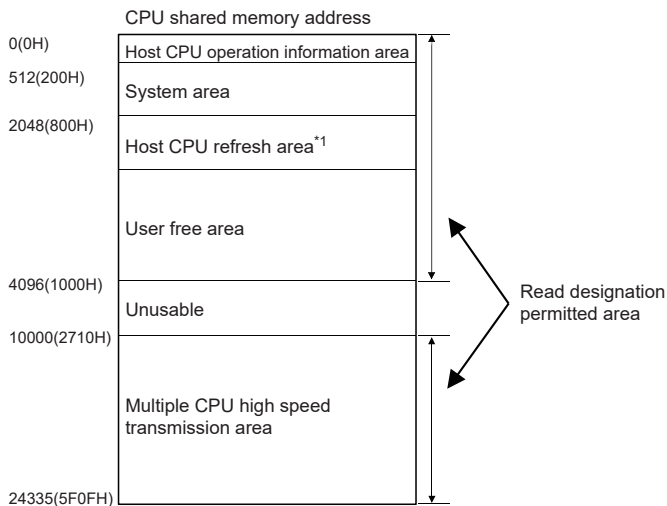 CPU shared memory address
0(0H)
Host CPU operation information area
512(200H)
System area
2048(800H)
Host CPU refresh area*1
User free area
4096(1000H)
Unusable
Read designation
permitted area
10000(2710H)
Multiple CPU high speed
transmission area
24335(5F0FH)